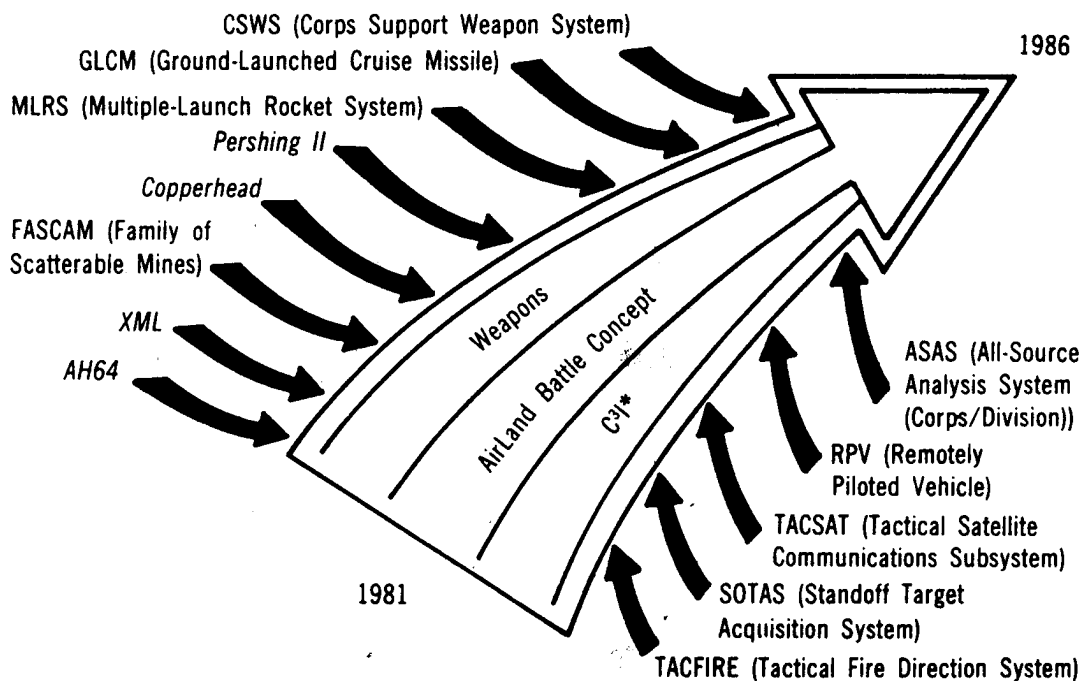 CSWS (Corps Support Weapon System)
GLCM (Ground-Launched Cruise Missile)
MLRS (Multiple-Launch Rocket System)
Pershing II
Copperhead
FASCAM (Family of
Scatterable Mines)
XML
AH64
1986
Weapons
AirLand Battle Concept
C³I*
1981
ASAS (All-Source
Analysis System
(Corps/Division))
RPV (Remotely
Piloted Vehicle)
TACSAT (Tactical Satellite
Communications Subsystem)
SOTAS (Standoff Target
Acquisition System)
TACFIRE (Tactical Fire Direction System)